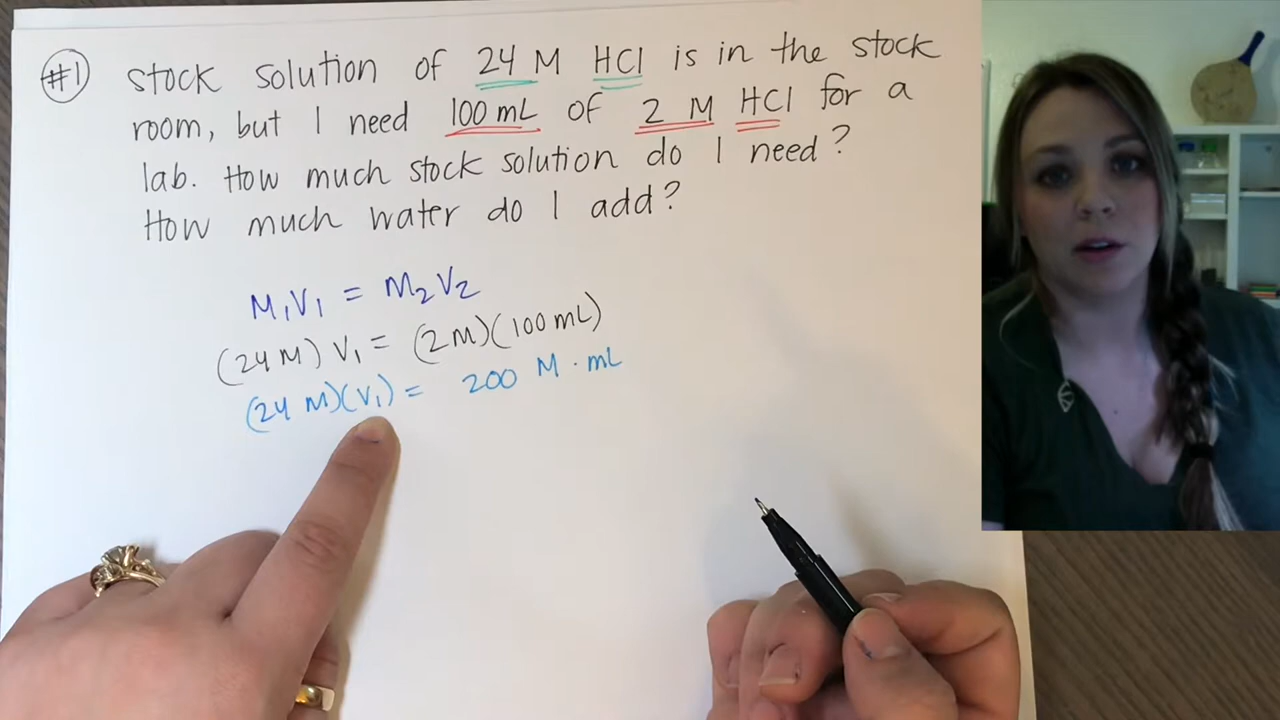 #1 Stock solution of 24 M HCl is in the stock
room, but I need 100 mL of 2 M HCl for a
lab. How much stock solution do I need?
How much water do I add?
M₁V₁ = M₂V₂
(24 M) V₁ = (2M)(100 mL)
(24 M)(V₁) = 200 M · mL